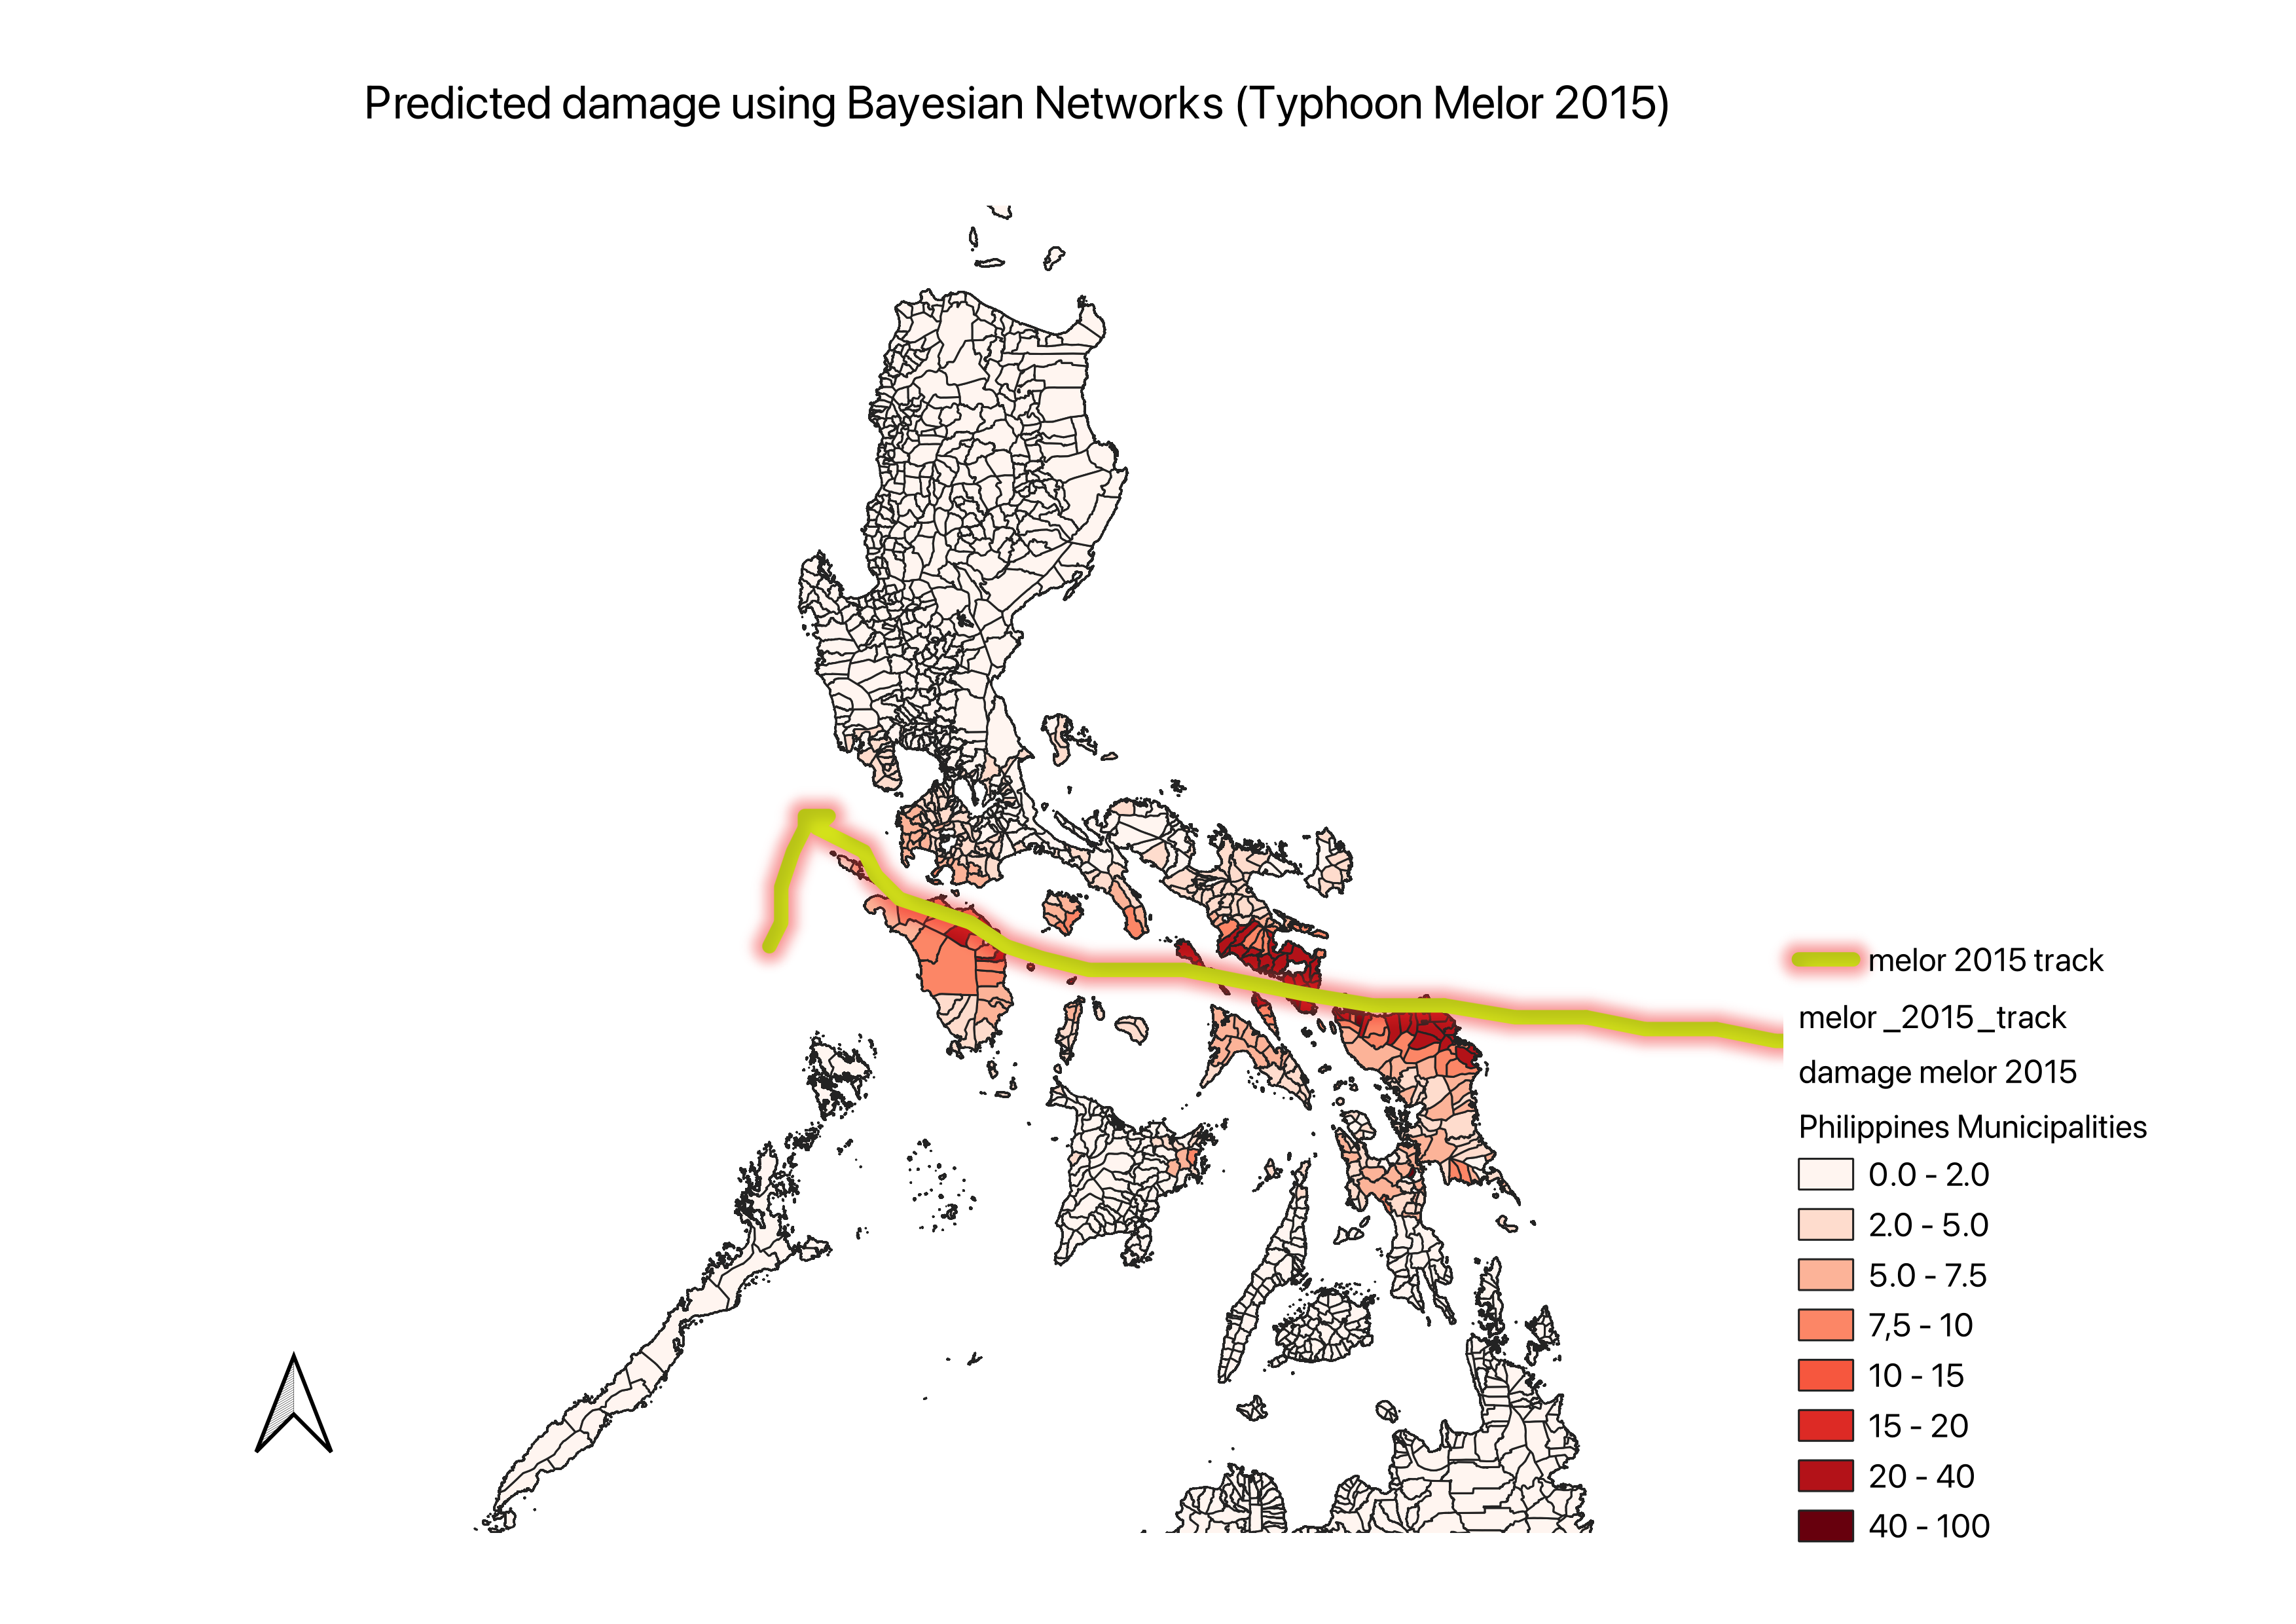 Predicted damage using Bayesian Networks (Typhoon Melor 2015)
melor 2015 track
melor_2015_track
damage melor 2015
Philippines Municipalities
0.0 - 2.0
2.0 - 5.0
5.0 - 7.5
7,5 - 10
10 - 15
15 - 20
20 - 40
40 - 100